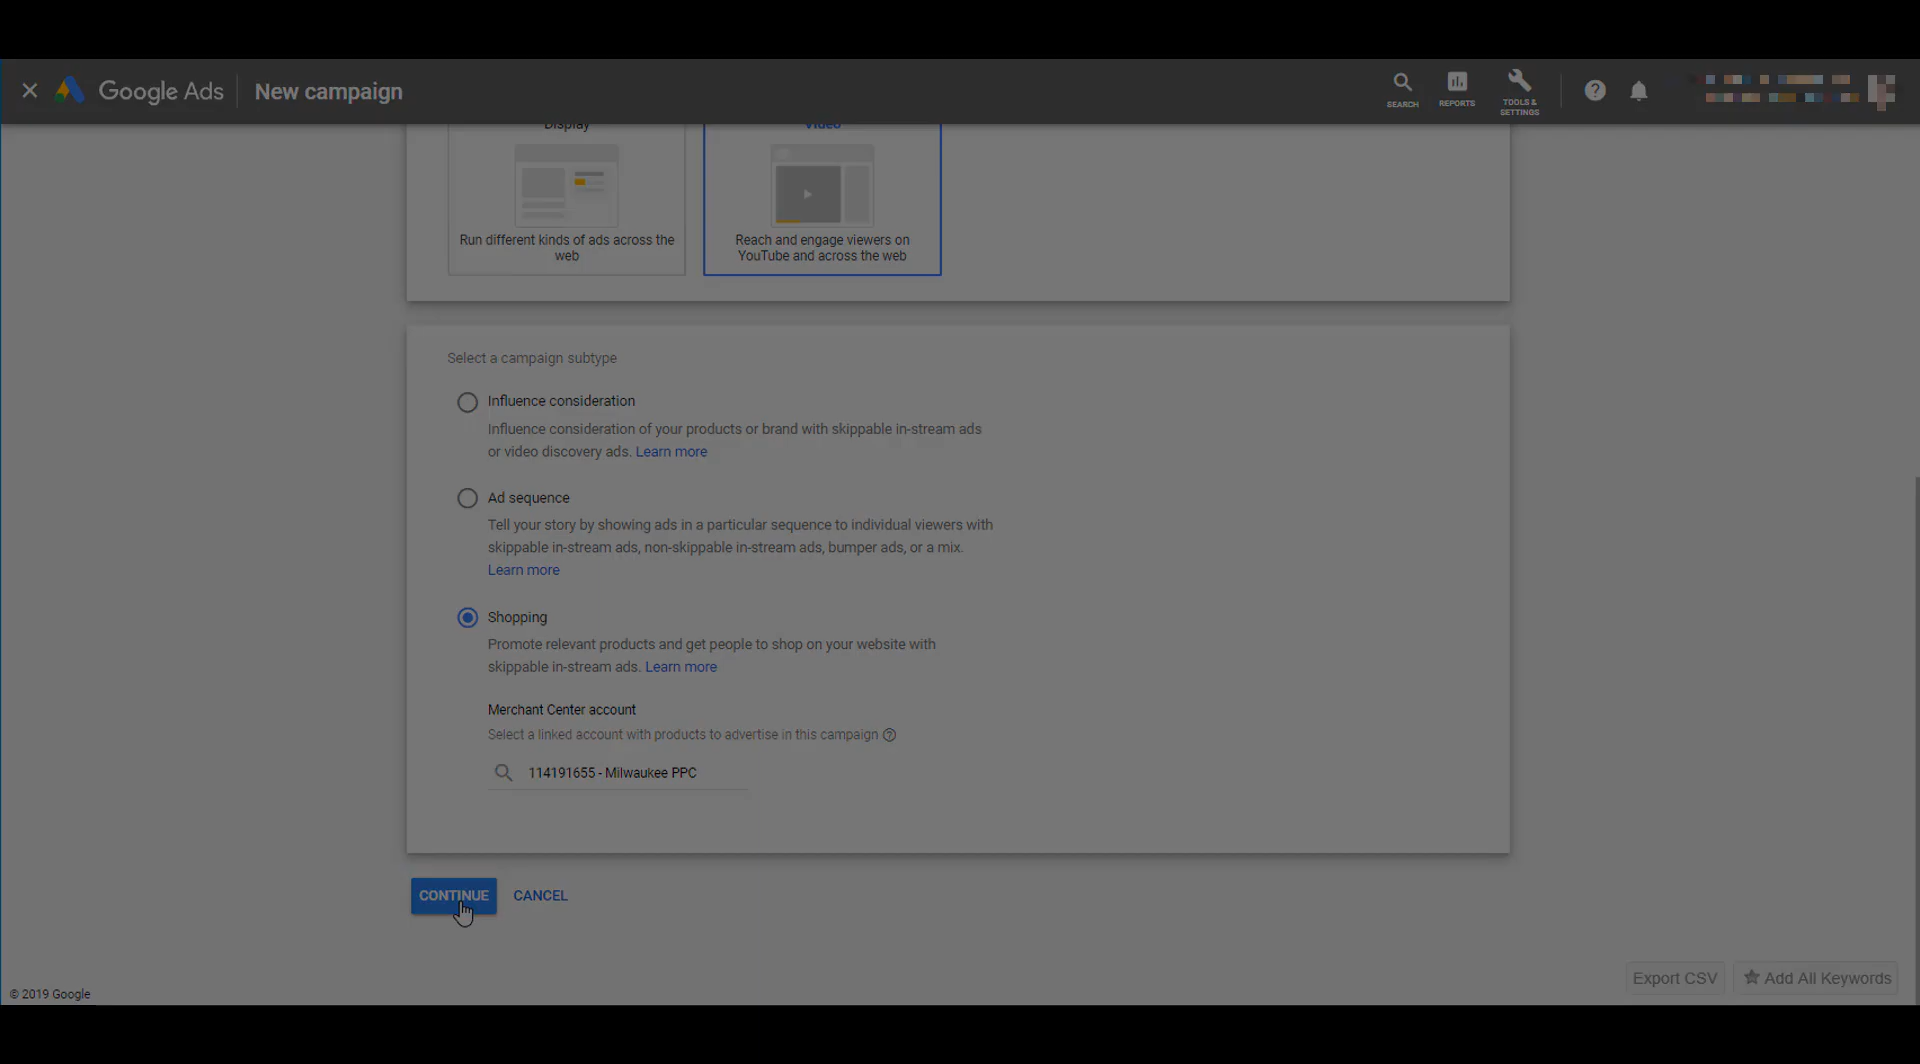 Google Ads
New campaign
SEARCH
REPORTS
TOOLS &
SETTINGS
Display
Video
Run different kinds of ads across the
web
Reach and engage viewers on
YouTube and across the web
Select a campaign subtype
Influence consideration
Influence consideration of your products or brand with skippable in-stream ads
or video discovery ads. Learn more
Ad sequence
Tell your story by showing ads in a particular sequence to individual viewers with
skippable in-stream ads, non-skippable in-stream ads, bumper ads, or a mix.
Learn more
Shopping
Promote relevant products and get people to shop on your website with
skippable in-stream ads. Learn more
Merchant Center account
Select a linked account with products to advertise in this campaign
114191655 - Milwaukee PPC
CONTINUE
CANCEL
Export CSV
Add All Keywords
© 2019 Google